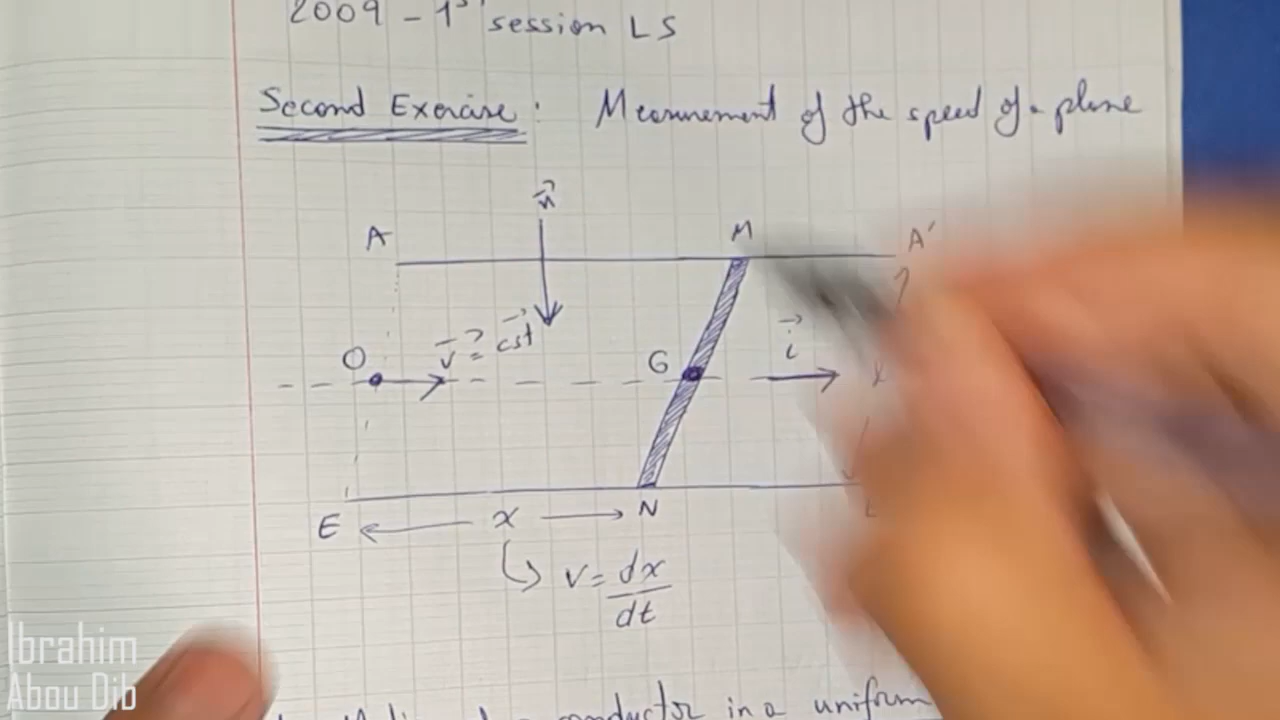 2009 - 1st session LS
Second Exercise : Measurement of the speed of a plane
n
A M A'
O v = cst G i
E x N
v = dx/dt
conductor in a uniform
Ibrahim
Abou Dib